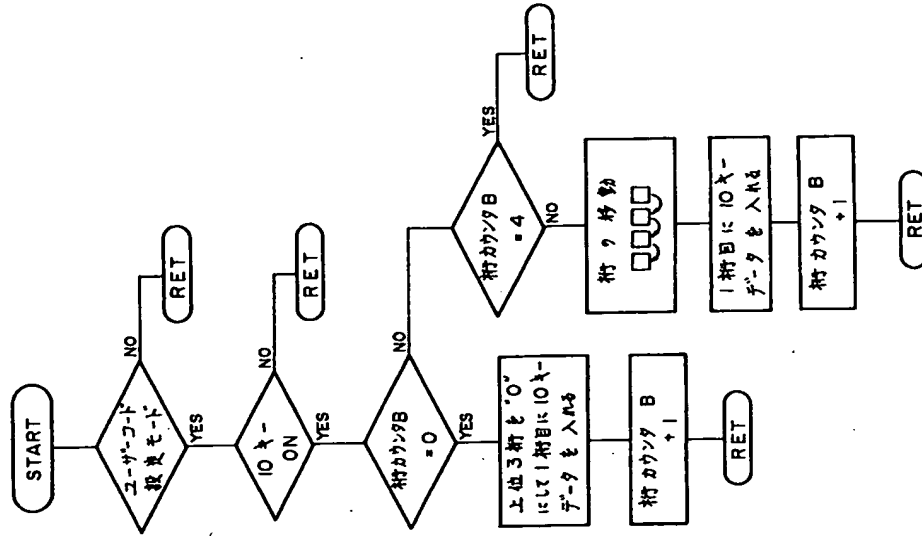 START
ユーザーコード
設定モード
NO
RET
YES
10キー
ON
NO
RET
YES
桁カウンタB
=0
NO
YES
上位3桁を"0"
にして1桁目に10キー
データを入れる
桁カウンタ B
+1
RET
桁カウンタB
=4
YES
RET
NO
桁の移動
1桁目に10キー
データを入れる
桁カウンタ B
+1
RET